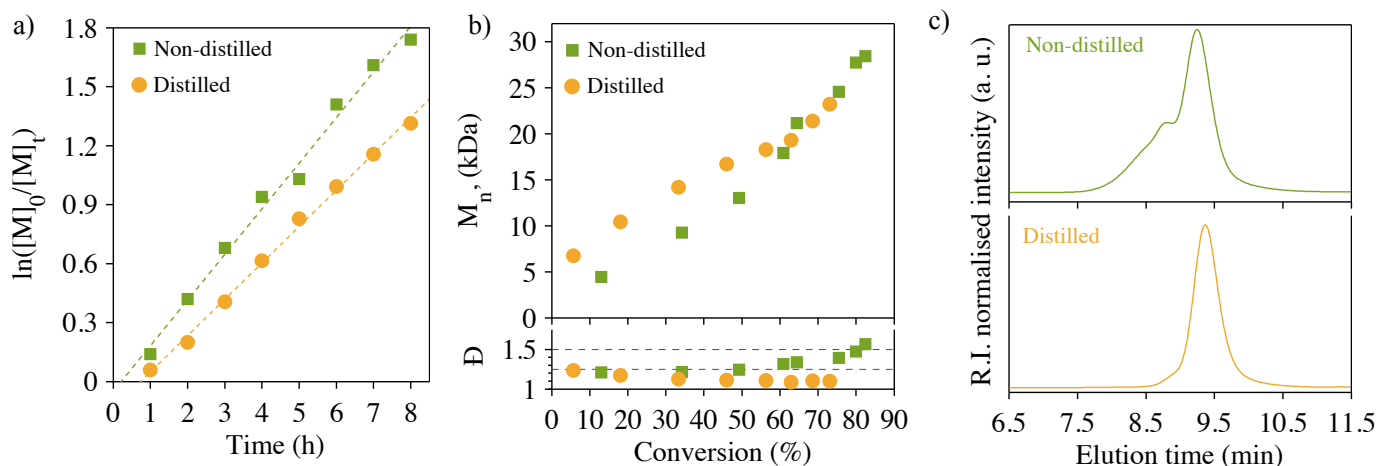 a)
ln([M]0/[M]t
1.8
1.5
1.2
0.9
0.6
0.3
0
Non-distilled
Distilled
0 1 2 3 4 5 6 7 8
Time (h)
b)
Mn, (kDa)
30
25
20
15
10
5
0
Non-distilled
Distilled
Đ
1.5
1
0 10 20 30 40 50 60 70 80 90
Conversion (%)
c)
R.I. normalised intensity (a. u.)
Non-distilled
Distilled
6.5 7.5 8.5 9.5 10.5 11.5
Elution time (min)